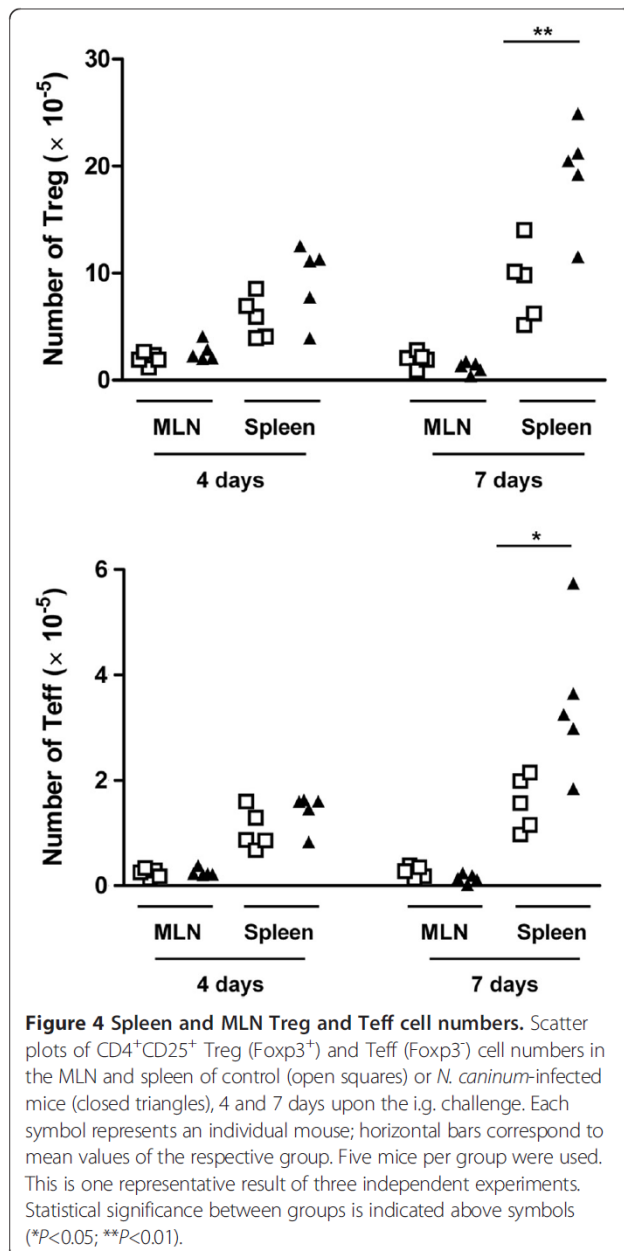 **
30
20
10
0
Number of Treg (× 10⁻⁵)
MLN Spleen MLN Spleen
4 days 7 days
*
6
4
2
0
Number of Teff (× 10⁻⁵)
MLN Spleen MLN Spleen
4 days 7 days
Figure 4 Spleen and MLN Treg and Teff cell numbers. Scatter
plots of CD4⁺CD25⁺ Treg (Foxp3⁺) and Teff (Foxp3⁻) cell numbers in
the MLN and spleen of control (open squares) or N. caninum-infected
mice (closed triangles), 4 and 7 days upon the i.g. challenge. Each
symbol represents an individual mouse; horizontal bars correspond to
mean values of the respective group. Five mice per group were used.
This is one representative result of three independent experiments.
Statistical significance between groups is indicated above symbols
(*P<0.05; **P<0.01).